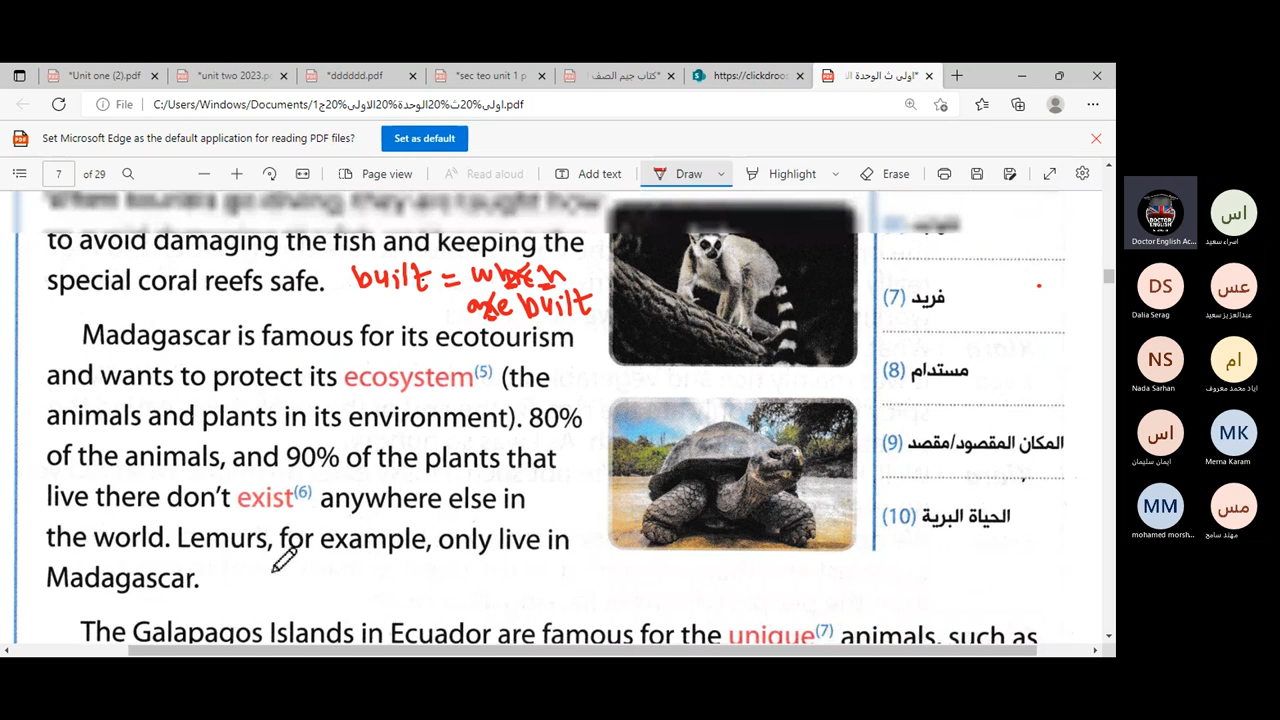 *Unit one (2).pdf
*unit two 2023.pd
*dddddd.pdf
*sec teo unit 1 p
*كتاب جيم الصف
https://clickdroos
*اولى ث الوحدة الا
File
C:/Users/Windows/Documents/1اولى%20ث%20الوحدة%20الاولى%20ج.pdf
Set Microsoft Edge as the default application for reading PDF files?
Set as default
7 of 29
Page view
Read aloud
Add text
Draw
Highlight
Erase
to avoid damaging the fish and keeping the
special coral reefs safe.
built = when
are built
Madagascar is famous for its ecotourism
and wants to protect its ecosystem(5) (the
animals and plants in its environment). 80%
of the animals, and 90% of the plants that
live there don't exist(6) anywhere else in
the world. Lemurs, for example, only live in
Madagascar.
The Galapagos Islands in Ecuador are famous for the unique(7) animals, such as
(7) فريد
(8) مستدام
(9) المكان المقصود/مقصد
(10) الحياة البرية
DOCTOR ENGLISH
Doctor English Ac...
اس
اسراء سعيد
DS
Dalia Serag
عس
عبدالعزيز سعيد
NS
Nada Sarhan
ام
اياد محمد معروف
اس
ايمان سليمان
MK
Merna Karam
MM
mohamed morsh...
مس
مهند سامح